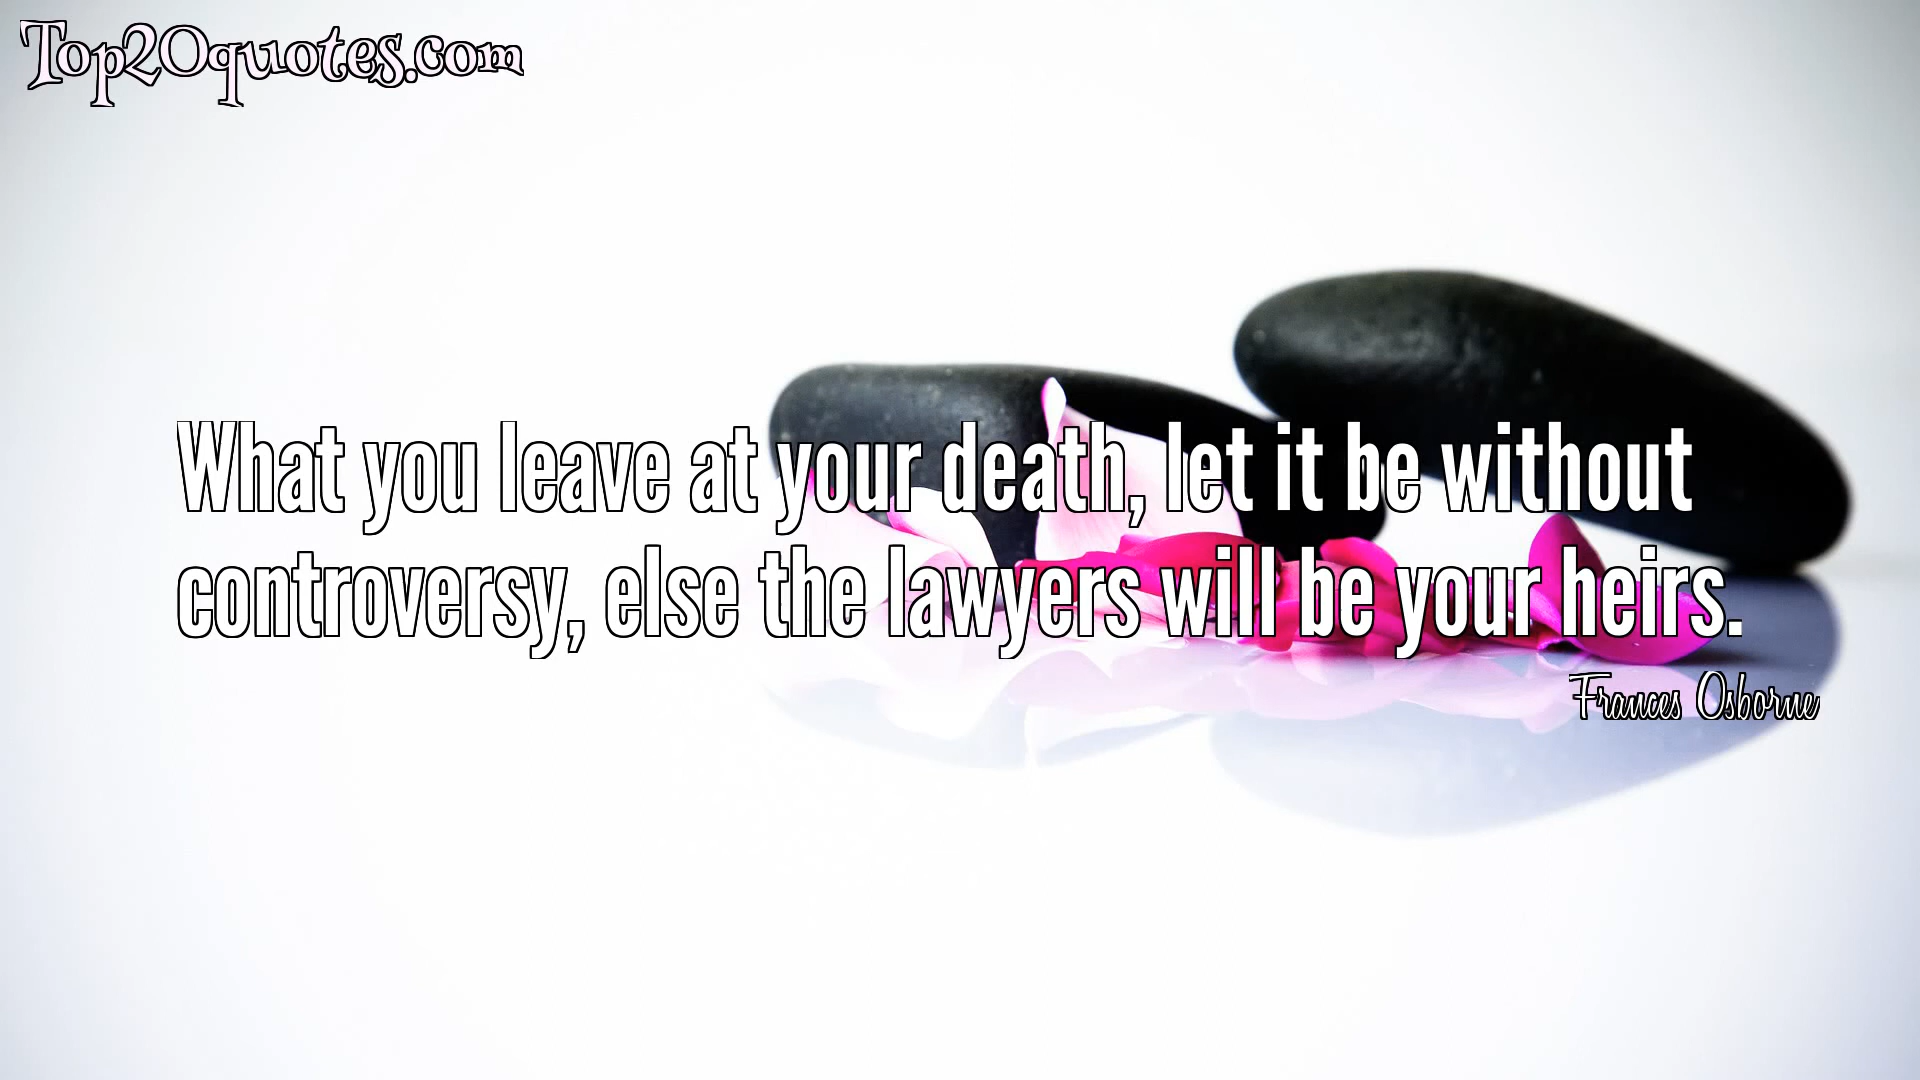 Top20quotes.com
What you leave at your death, let it be without
controversy, else the lawyers will be your heirs.
Frances Osborne